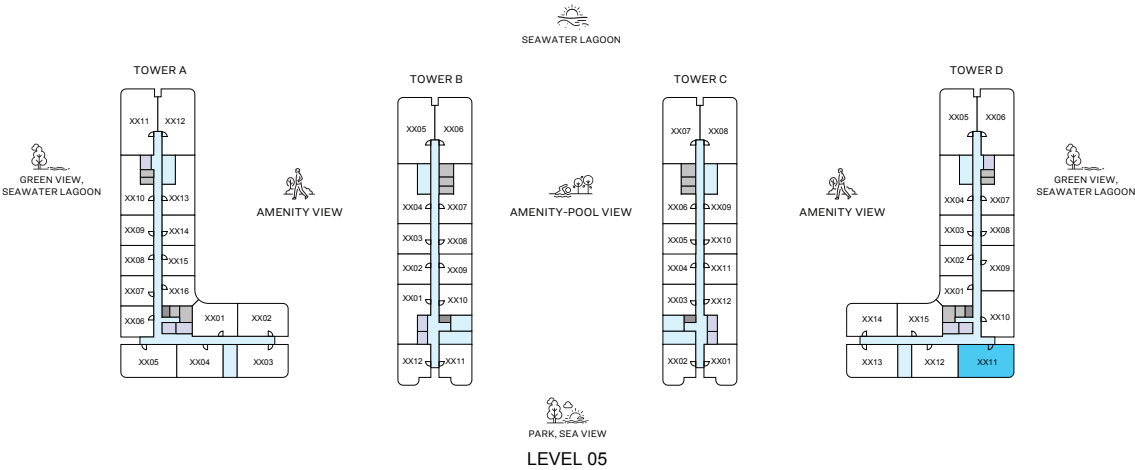 SEAWATER LAGOON
TOWER A
TOWER B
TOWER C
TOWER D
XX11
XX12
XX10
XX13
XX09
XX14
XX08
XX15
XX07
XX16
XX06
XX01
XX02
XX05
XX04
XX03
XX05
XX06
XX04
XX07
XX03
XX08
XX02
XX09
XX01
XX10
XX12
XX11
XX07
XX08
XX06
XX09
XX05
XX10
XX04
XX11
XX03
XX12
XX02
XX01
XX05
XX06
XX04
XX07
XX03
XX08
XX02
XX09
XX01
XX10
XX14
XX15
XX13
XX12
XX11
GREEN VIEW,
SEAWATER LAGOON
AMENITY VIEW
AMENITY-POOL VIEW
AMENITY VIEW
GREEN VIEW,
SEAWATER LAGOON
PARK, SEA VIEW
LEVEL 05